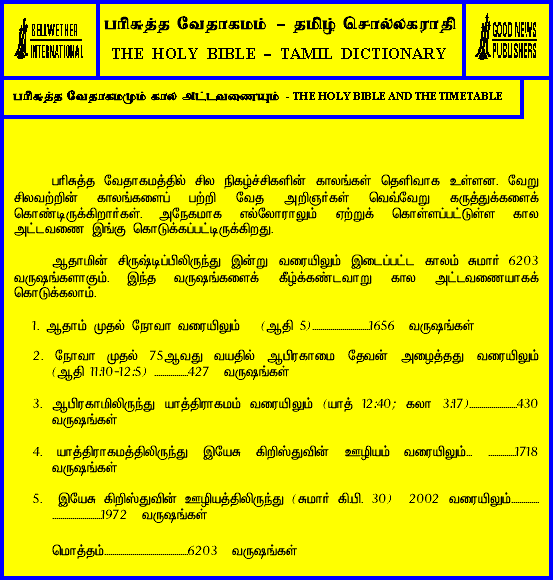 BELLWETHER
INTERNATIONAL
பரிசுத்த வேதாகமம் – தமிழ் சொல்லகராதி
THE HOLY BIBLE – TAMIL DICTIONARY
GOOD NEWS
PUBLISHERS
பரிசுத்த வேதாகமமும் கால அட்டவணையும் - THE HOLY BIBLE AND THE TIMETABLE
பரிசுத்த வேதாகமத்தில் சில நிகழ்ச்சிகளின் காலங்கள் தெளிவாக உள்ளன. வேறு
சிலவற்றின் காலங்களைப் பற்றி வேத அறிஞர்கள் வெவ்வேறு கருத்துக்களைக்
கொண்டிருக்கிறார்கள். அநேகமாக எல்லோராலும் ஏற்றுக் கொள்ளப்பட்டுள்ள கால
அட்டவணை இங்கு கொடுக்கப்பட்டிருக்கிறது.
ஆதாமின் சிருஷ்டிப்பிலிருந்து இன்று வரையிலும் இடைப்பட்ட காலம் சுமார் 6203
வருஷங்களாகும். இந்த வருஷங்களைக் கீழ்க்கண்டவாறு கால அட்டவணையாகக்
கொடுக்கலாம்.
1. ஆதாம் முதல் நோவா வரையிலும் (ஆதி 5)..............................1656 வருஷங்கள்
2. நோவா முதல் 75ஆவது வயதில் ஆபிரகாமை தேவன் அழைத்தது வரையிலும்
(ஆதி 11:10-12:5) .................427 வருஷங்கள்
3. ஆபிரகாமிலிருந்து யாத்திராகமம் வரையிலும் (யாத் 12:40; கலா 3:17).........................430
வருஷங்கள்
4. யாத்திராகமத்திலிருந்து இயேசு கிறிஸ்துவின் ஊழியம் வரையிலும்... ..............1718
வருஷங்கள்
5. இயேசு கிறிஸ்துவின் ஊழியத்திலிருந்து (சுமார் கி.பி. 30) 2002 வரையிலும்..............
.........................1972 வருஷங்கள்
மொத்தம்...........................................6203 வருஷங்கள்